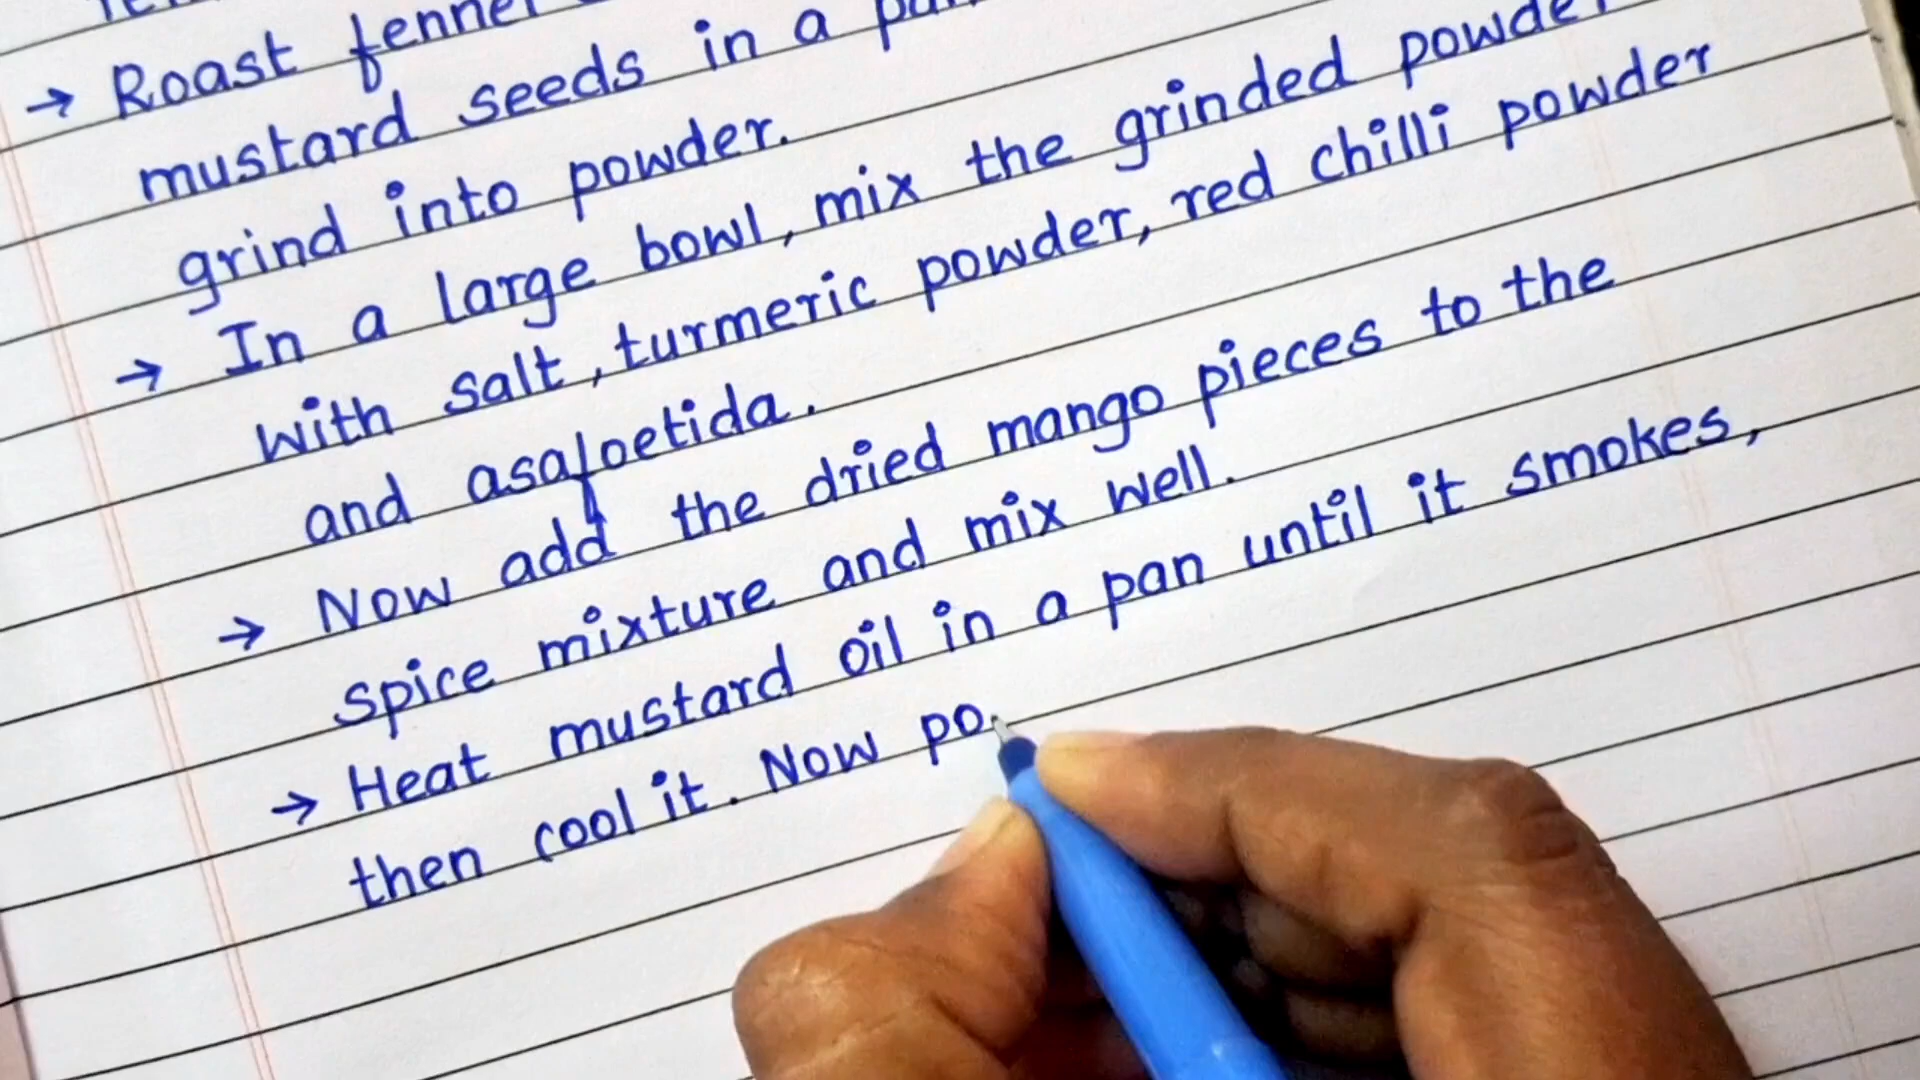 → Roast fennel
mustard seeds in a
grind into powder.
→ In a large bowl, mix the grinded powder
with salt, turmeric powder, red chilli powder
and asafoetida.
→ Now add the dried mango pieces to the
spice mixture and mix well.
→ Heat mustard oil in a pan until it smokes,
then cool it. Now po